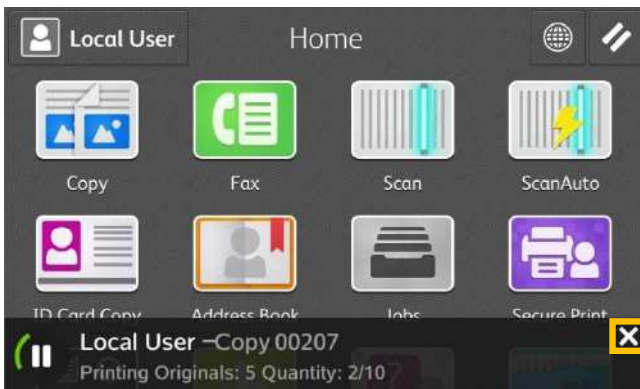 Local User
Home
Copy
Fax
Scan
ScanAuto
ID Card Copy
Address Book
Jobs
Secure Print
Local User –Copy 00207
Printing Originals: 5 Quantity: 2/10